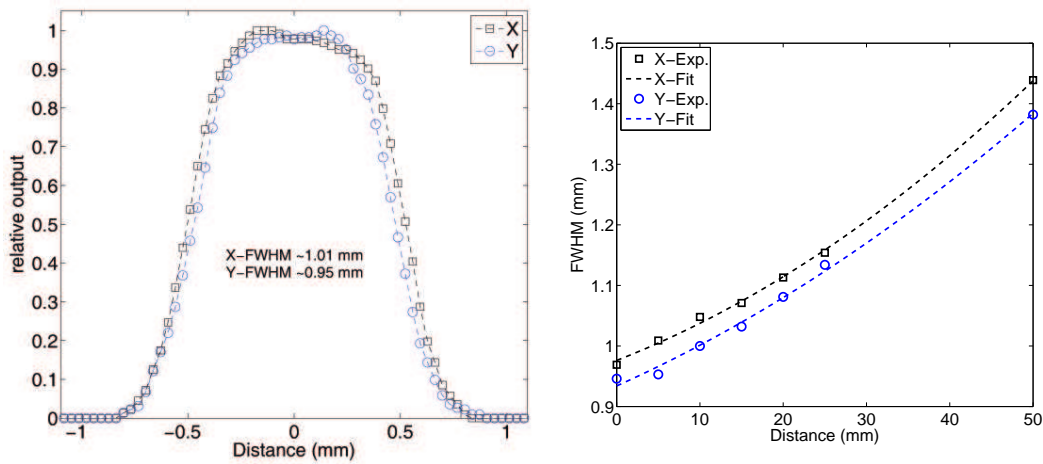 1
0.9
0.8
0.7
0.6
0.5
0.4
0.3
0.2
0.1
0
relative output
X
Y
X−FWHM ~1.01 mm
Y−FWHM ~0.95 mm
−1
−0.5
0
0.5
1
Distance (mm)
1.5
1.4
1.3
1.2
1.1
1
0.9
FWHM (mm)
X−Exp.
X−Fit
Y−Exp.
Y−Fit
0
10
20
30
40
50
Distance (mm)